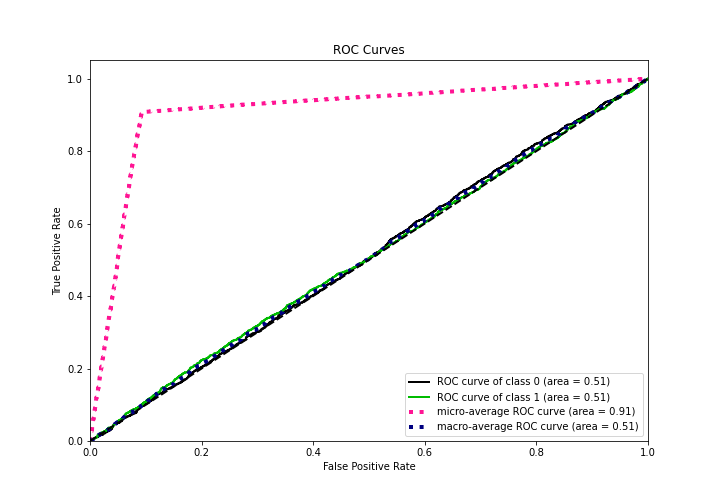 ROC Curves
1.0
0.8
0.6
0.4
0.2
0.0
True Positive Rate
ROC curve of class 0 (area = 0.51)
ROC curve of class 1 (area = 0.51)
micro-average ROC curve (area = 0.91)
macro-average ROC curve (area = 0.51)
0.0 0.2 0.4 0.6 0.8 1.0
False Positive Rate